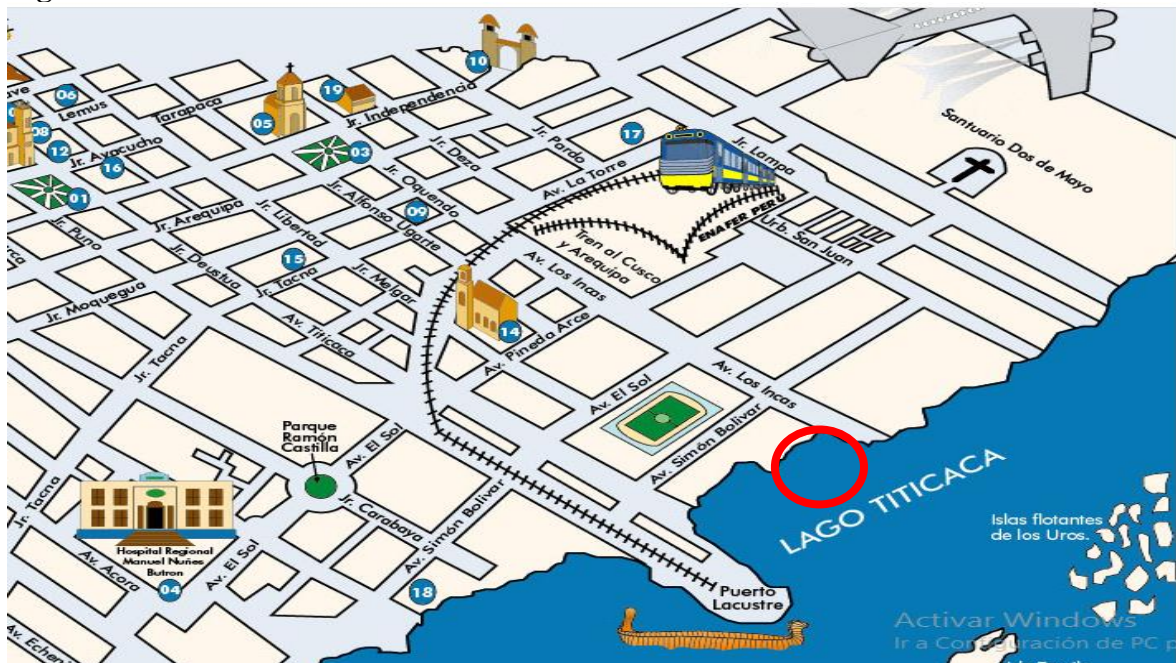 10
06
Lemus
Tarapaca
05
19
Jr. Independencia
08
12
Jr. Ayacucho
16
03
Jr. Deza
Jr. Pardo
17
Jr. Lampa
Santuario Dos de Mayo
01
Jr. Puno
Jr. Arequipa
Jr. Libertad
Jr. Oquendo
Jr. Alfonso Ugarte
09
Av. La Torre
ENAFER PERÚ
Urb. San Juan
Tren al Cusco
y Arequipa
Jr. Deustua
15
Jr. Tacna
Jr. Melgar
Av. Los Incas
Jr. Moquegua
Av. Titicaca
14
Av. Pineda Arce
Jr. Tacna
Av. El Sol
Av. Los Incas
Parque
Ramón
Castilla
Av. El Sol
Av. Simón Bolivar
Jr. Tacna
Jr. Carabaya
Av. Simón Bolivar
LAGO TITICACA
Islas flotantes
de los Uros.
Hospital Regional
Manuel Nuñes
Butron
Av. Acora
04
Av. El Sol
18
Puerto
Lacustre
Activar Windows
Ir a Configuración de PC p
Av. Echen